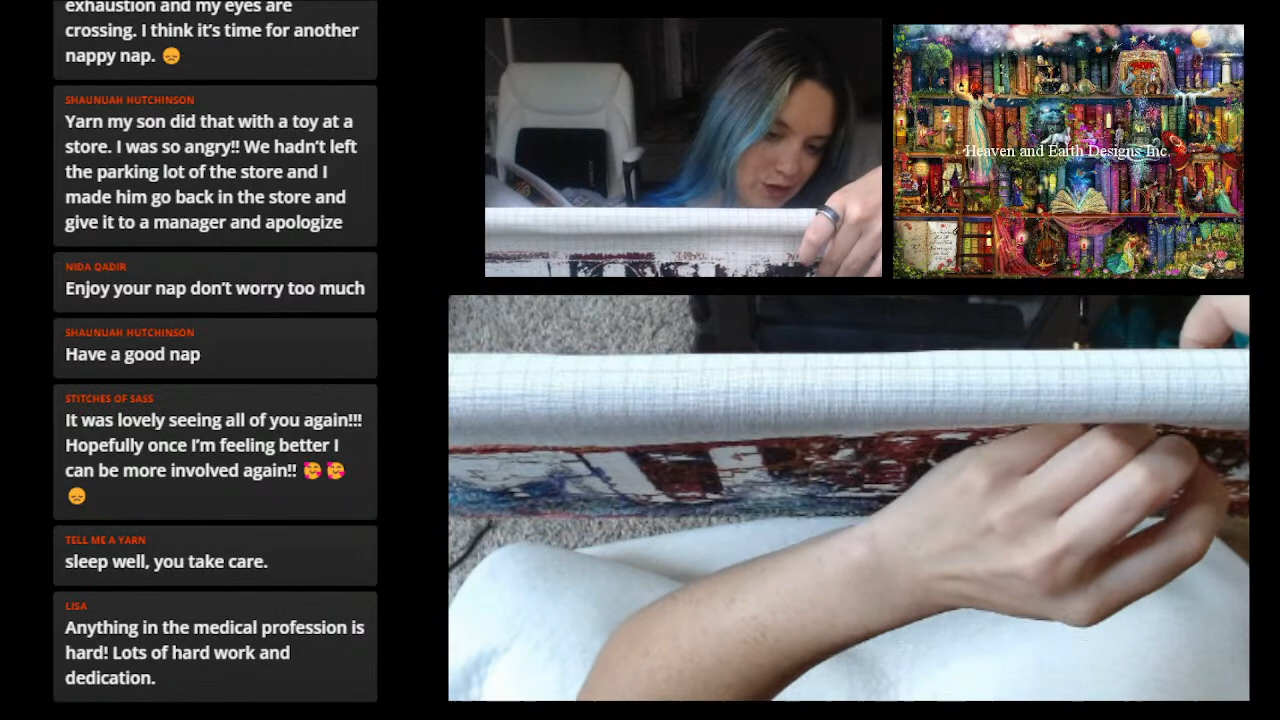 exhaustion and my eyes are
crossing. I think it's time for another
nappy nap. 😞
SHAUNUAH HUTCHINSON
Yarn my son did that with a toy at a
store. I was so angry!! We hadn't left
the parking lot of the store and I
made him go back in the store and
give it to a manager and apologize
NIDA QADIR
Enjoy your nap don't worry too much
SHAUNUAH HUTCHINSON
Have a good nap
STITCHES OF SASS
It was lovely seeing all of you again!!!
Hopefully once I'm feeling better I
can be more involved again!! 🥰 🥰
😞
TELL ME A YARN
sleep well, you take care.
LISA
Anything in the medical profession is
hard! Lots of hard work and
dedication.
Heaven and Earth Designs Inc.